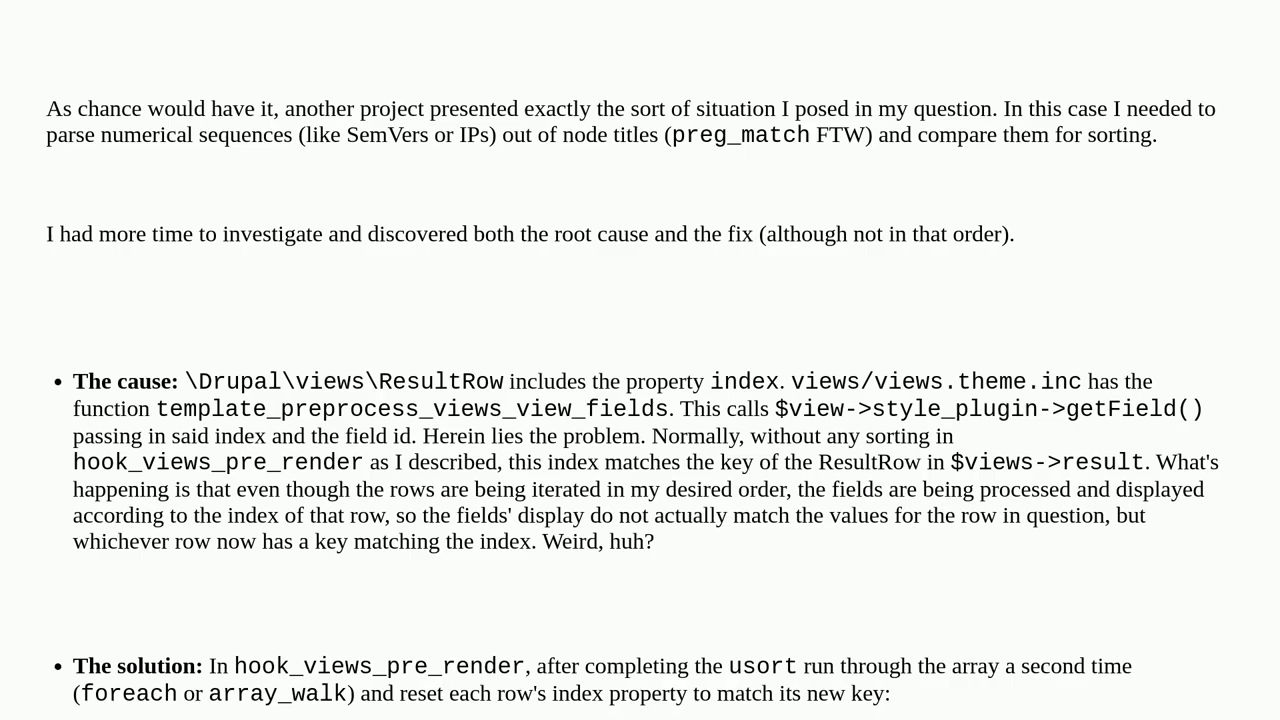 As chance would have it, another project presented exactly the sort of situation I posed in my question. In this case I needed to
parse numerical sequences (like SemVers or IPs) out of node titles (preg_match FTW) and compare them for sorting.
I had more time to investigate and discovered both the root cause and the fix (although not in that order).
• The cause: \Drupal\views\ResultRow includes the property index. views/views.theme.inc has the
function template_preprocess_views_view_fields. This calls $view->style_plugin->getField()
passing in said index and the field id. Herein lies the problem. Normally, without any sorting in
hook_views_pre_render as I described, this index matches the key of the ResultRow in $views->result. What's
happening is that even though the rows are being iterated in my desired order, the fields are being processed and displayed
according to the index of that row, so the fields' display do not actually match the values for the row in question, but
whichever row now has a key matching the index. Weird, huh?
• The solution: In hook_views_pre_render, after completing the usort run through the array a second time
(foreach or array_walk) and reset each row's index property to match its new key: